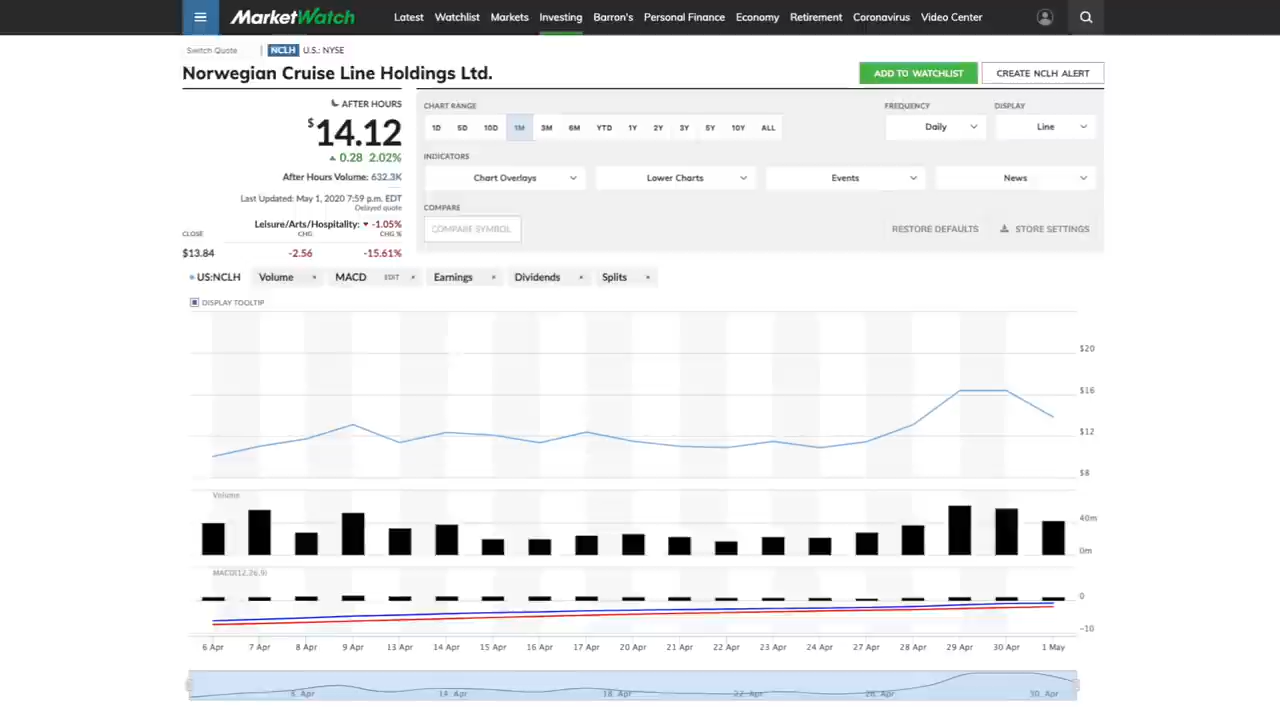 MarketWatch Latest Watchlist Markets Investing Barron's Personal Finance Economy Retirement Coronavirus Video Center
Switch Quote | NCLH U.S.: NYSE
Norwegian Cruise Line Holdings Ltd.
ADD TO WATCHLIST CREATE NCLH ALERT
AFTER HOURS
$14.12
0.28 2.02%
After Hours Volume: 632.3K
Last Updated: May 1, 2020 7:59 p.m. EDT
Delayed quote
Leisure/Arts/Hospitality: -1.05%
CLOSE CHG CHG %
$13.84 -2.56 -15.61%
CHART RANGE
1D 5D 10D 1M 3M 6M YTD 1Y 2Y 3Y 5Y 10Y ALL
FREQUENCY
Daily
DISPLAY
Line
INDICATORS
Chart Overlays Lower Charts Events News
COMPARE
COMPARE SYMBOL
RESTORE DEFAULTS STORE SETTINGS
US:NCLH Volume × MACD EDIT × Earnings × Dividends × Splits ×
DISPLAY TOOLTIP
$20
$16
$12
$8
Volume
40m
0m
MACD(12,26,9)
0
-10
6 Apr 7 Apr 8 Apr 9 Apr 13 Apr 14 Apr 15 Apr 16 Apr 17 Apr 20 Apr 21 Apr 22 Apr 23 Apr 24 Apr 27 Apr 28 Apr 29 Apr 30 Apr 1 May
8. Apr 14. Apr 18. Apr 22. Apr 26. Apr 30. Apr